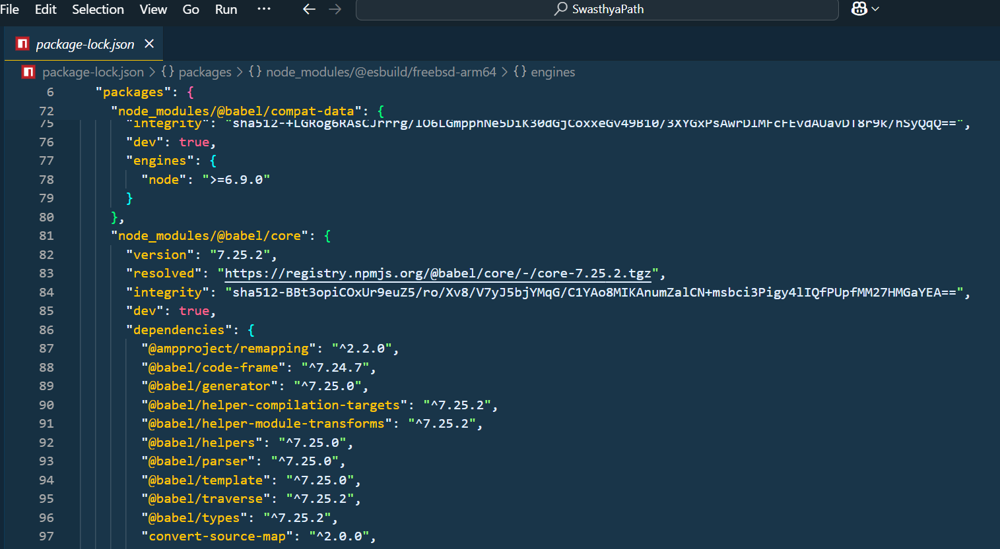 File Edit Selection View Go Run ··· SwasthyaPath
package-lock.json
package-lock.json > {} packages > {} node_modules/@esbuild/freebsd-arm64 > {} engines
6 "packages": {
72 "node_modules/@babel/compat-data": {
75 "integrity":
76 "dev": true,
77 "engines": {
78 "node": ">=6.9.0"
79 }
80 },
81 "node_modules/@babel/core": {
82 "version": "7.25.2",
83 "resolved": "https://registry.npmjs.org/@babel/core/-/core-7.25.2.tgz",
84 "integrity": "sha512-BBt3opiCOxUr9euZ5/ro/Xv8/V7yJ5bjYMqG/C1YAo8MIKAnumZalCN+msbci3Pigy4lIQfPUpfMM27HMGaYEA==",
85 "dev": true,
86 "dependencies": {
87 "@ampproject/remapping": "^2.2.0",
88 "@babel/code-frame": "^7.24.7",
89 "@babel/generator": "^7.25.0",
90 "@babel/helper-compilation-targets": "^7.25.2",
91 "@babel/helper-module-transforms": "^7.25.2",
92 "@babel/helpers": "^7.25.0",
93 "@babel/parser": "^7.25.0",
94 "@babel/template": "^7.25.0",
95 "@babel/traverse": "^7.25.2",
96 "@babel/types": "^7.25.2",
97 "convert-source-map": "^2.0.0",